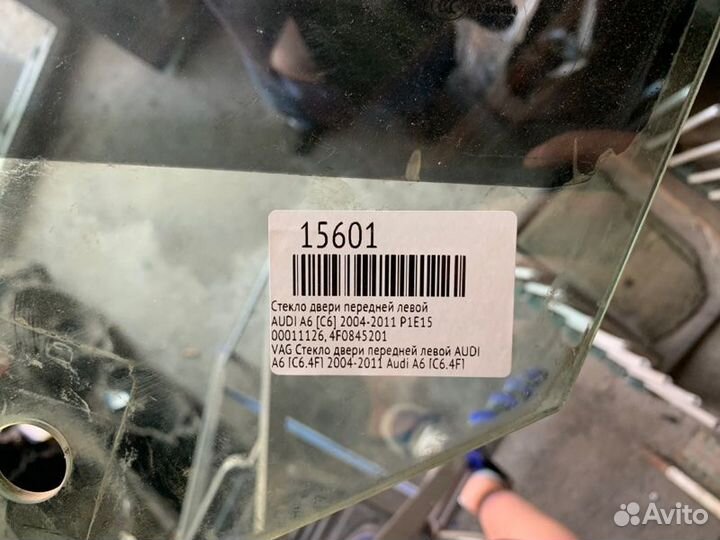 15601
Стекло двери передней левой
AUDI A6 [C6] 2004-2011 P1E15
00011126, 4F0845201
VAG Стекло двери передней левой AUDI
A6 [C6,4F] 2004-2011 Audi A6 [C6,4F]
Avito